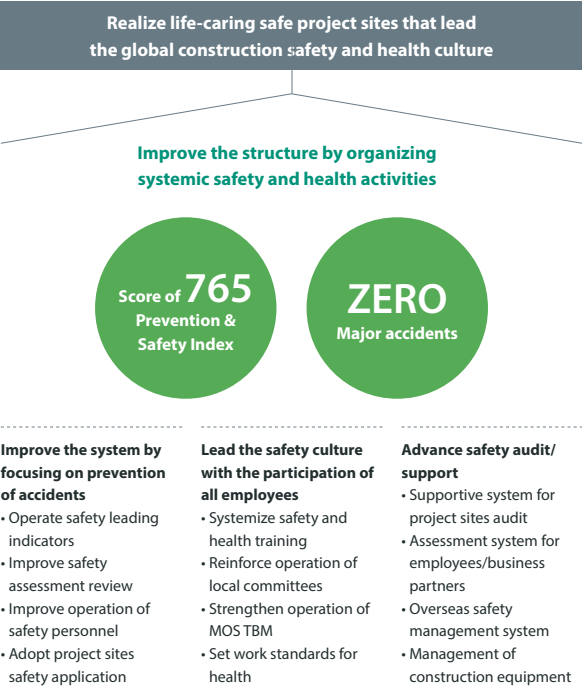 Realize life-caring safe project sites that lead
the global construction safety and health culture
Improve the structure by organizing
systemic safety and health activities
Score of 765
Prevention &
Safety Index
ZERO
Major accidents
Improve the system by
focusing on prevention
of accidents
• Operate safety leading
indicators
• Improve safety
assessment review
• Improve operation of
safety personnel
• Adopt project sites
safety application
Lead the safety culture
with the participation of
all employees
• Systemize safety and
health training
• Reinforce operation of
local committees
• Strengthen operation of
MOS TBM
• Set work standards for
health
Advance safety audit/
support
• Supportive system for
project sites audit
• Assessment system for
employees/business
partners
• Overseas safety
management system
• Management of
construction equipment